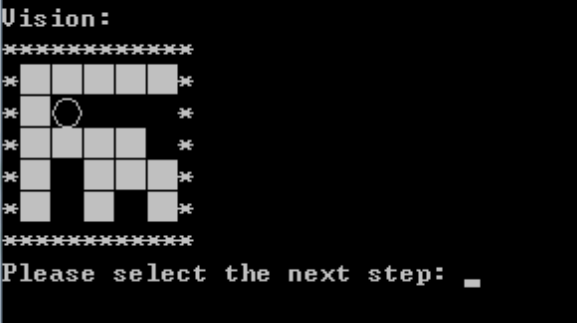 Vision:
************
*■■■■■*
*■○   *
*■■■■ *
*■ ■■■*
*■ ■ ■*
************
Please select the next step: _